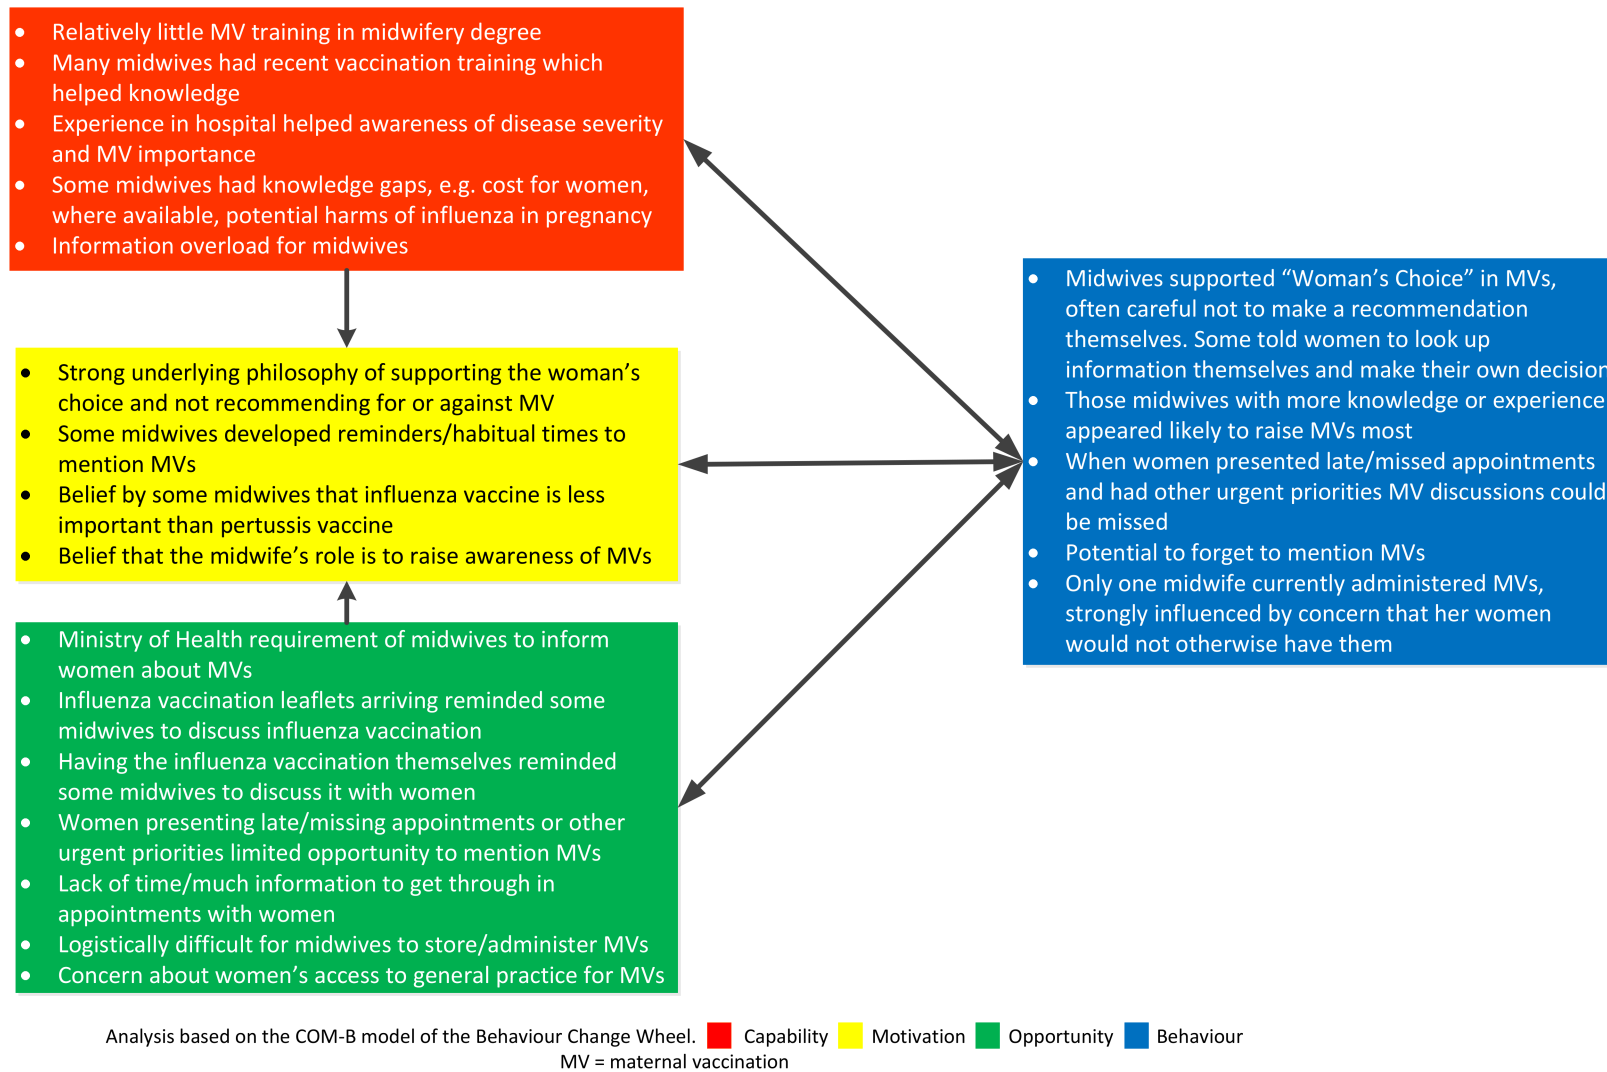 • Relatively little MV training in midwifery degree
• Many midwives had recent vaccination training which
helped knowledge
• Experience in hospital helped awareness of disease severity
and MV importance
• Some midwives had knowledge gaps, e.g. cost for women,
where available, potential harms of influenza in pregnancy
• Information overload for midwives
• Strong underlying philosophy of supporting the woman’s
choice and not recommending for or against MV
• Some midwives developed reminders/habitual times to
mention MVs
• Belief by some midwives that influenza vaccine is less
important than pertussis vaccine
• Belief that the midwife’s role is to raise awareness of MVs
• Ministry of Health requirement of midwives to inform
women about MVs
• Influenza vaccination leaflets arriving reminded some
midwives to discuss influenza vaccination
• Having the influenza vaccination themselves reminded
some midwives to discuss it with women
• Women presenting late/missing appointments or other
urgent priorities limited opportunity to mention MVs
• Lack of time/much information to get through in
appointments with women
• Logistically difficult for midwives to store/administer MVs
• Concern about women’s access to general practice for MVs
• Midwives supported “Woman’s Choice” in MVs,
often careful not to make a recommendation
themselves. Some told women to look up
information themselves and make their own decision
• Those midwives with more knowledge or experience
appeared likely to raise MVs most
• When women presented late/missed appointments
and had other urgent priorities MV discussions could
be missed
• Potential to forget to mention MVs
• Only one midwife currently administered MVs,
strongly influenced by concern that her women
would not otherwise have them
Analysis based on the COM-B model of the Behaviour Change Wheel. Capability Motivation Opportunity Behaviour
MV = maternal vaccination